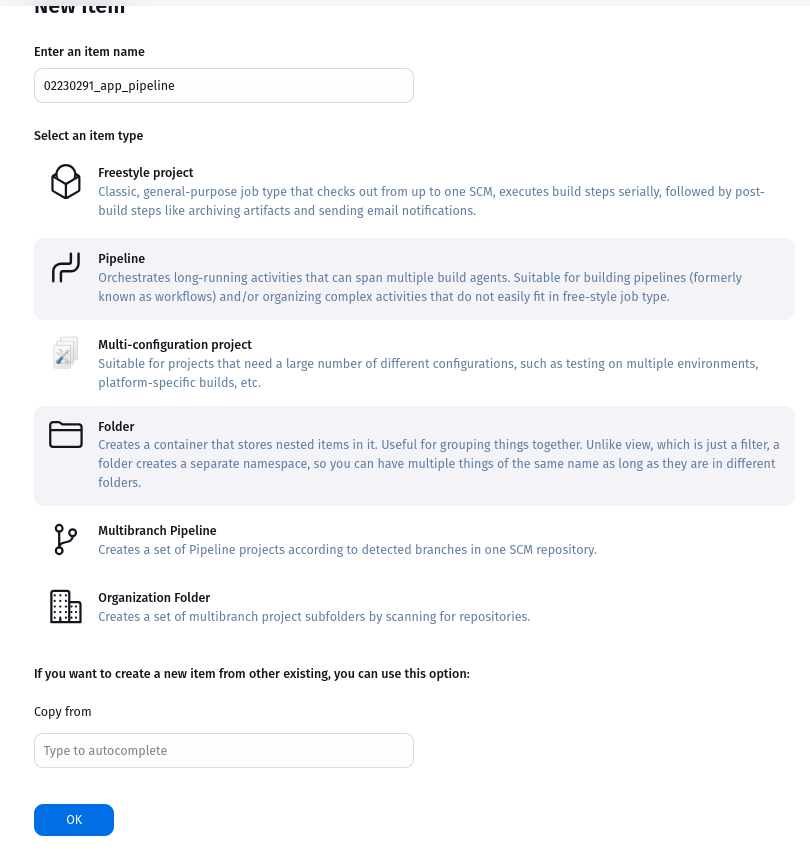 New Item
Enter an item name
02230291_app_pipeline
Select an item type
Freestyle project
Classic, general-purpose job type that checks out from up to one SCM, executes build steps serially, followed by post-
build steps like archiving artifacts and sending email notifications.
Pipeline
Orchestrates long-running activities that can span multiple build agents. Suitable for building pipelines (formerly
known as workflows) and/or organizing complex activities that do not easily fit in free-style job type.
Multi-configuration project
Suitable for projects that need a large number of different configurations, such as testing on multiple environments,
platform-specific builds, etc.
Folder
Creates a container that stores nested items in it. Useful for grouping things together. Unlike view, which is just a filter, a
folder creates a separate namespace, so you can have multiple things of the same name as long as they are in different
folders.
Multibranch Pipeline
Creates a set of Pipeline projects according to detected branches in one SCM repository.
Organization Folder
Creates a set of multibranch project subfolders by scanning for repositories.
If you want to create a new item from other existing, you can use this option:
Copy from
Type to autocomplete
OK